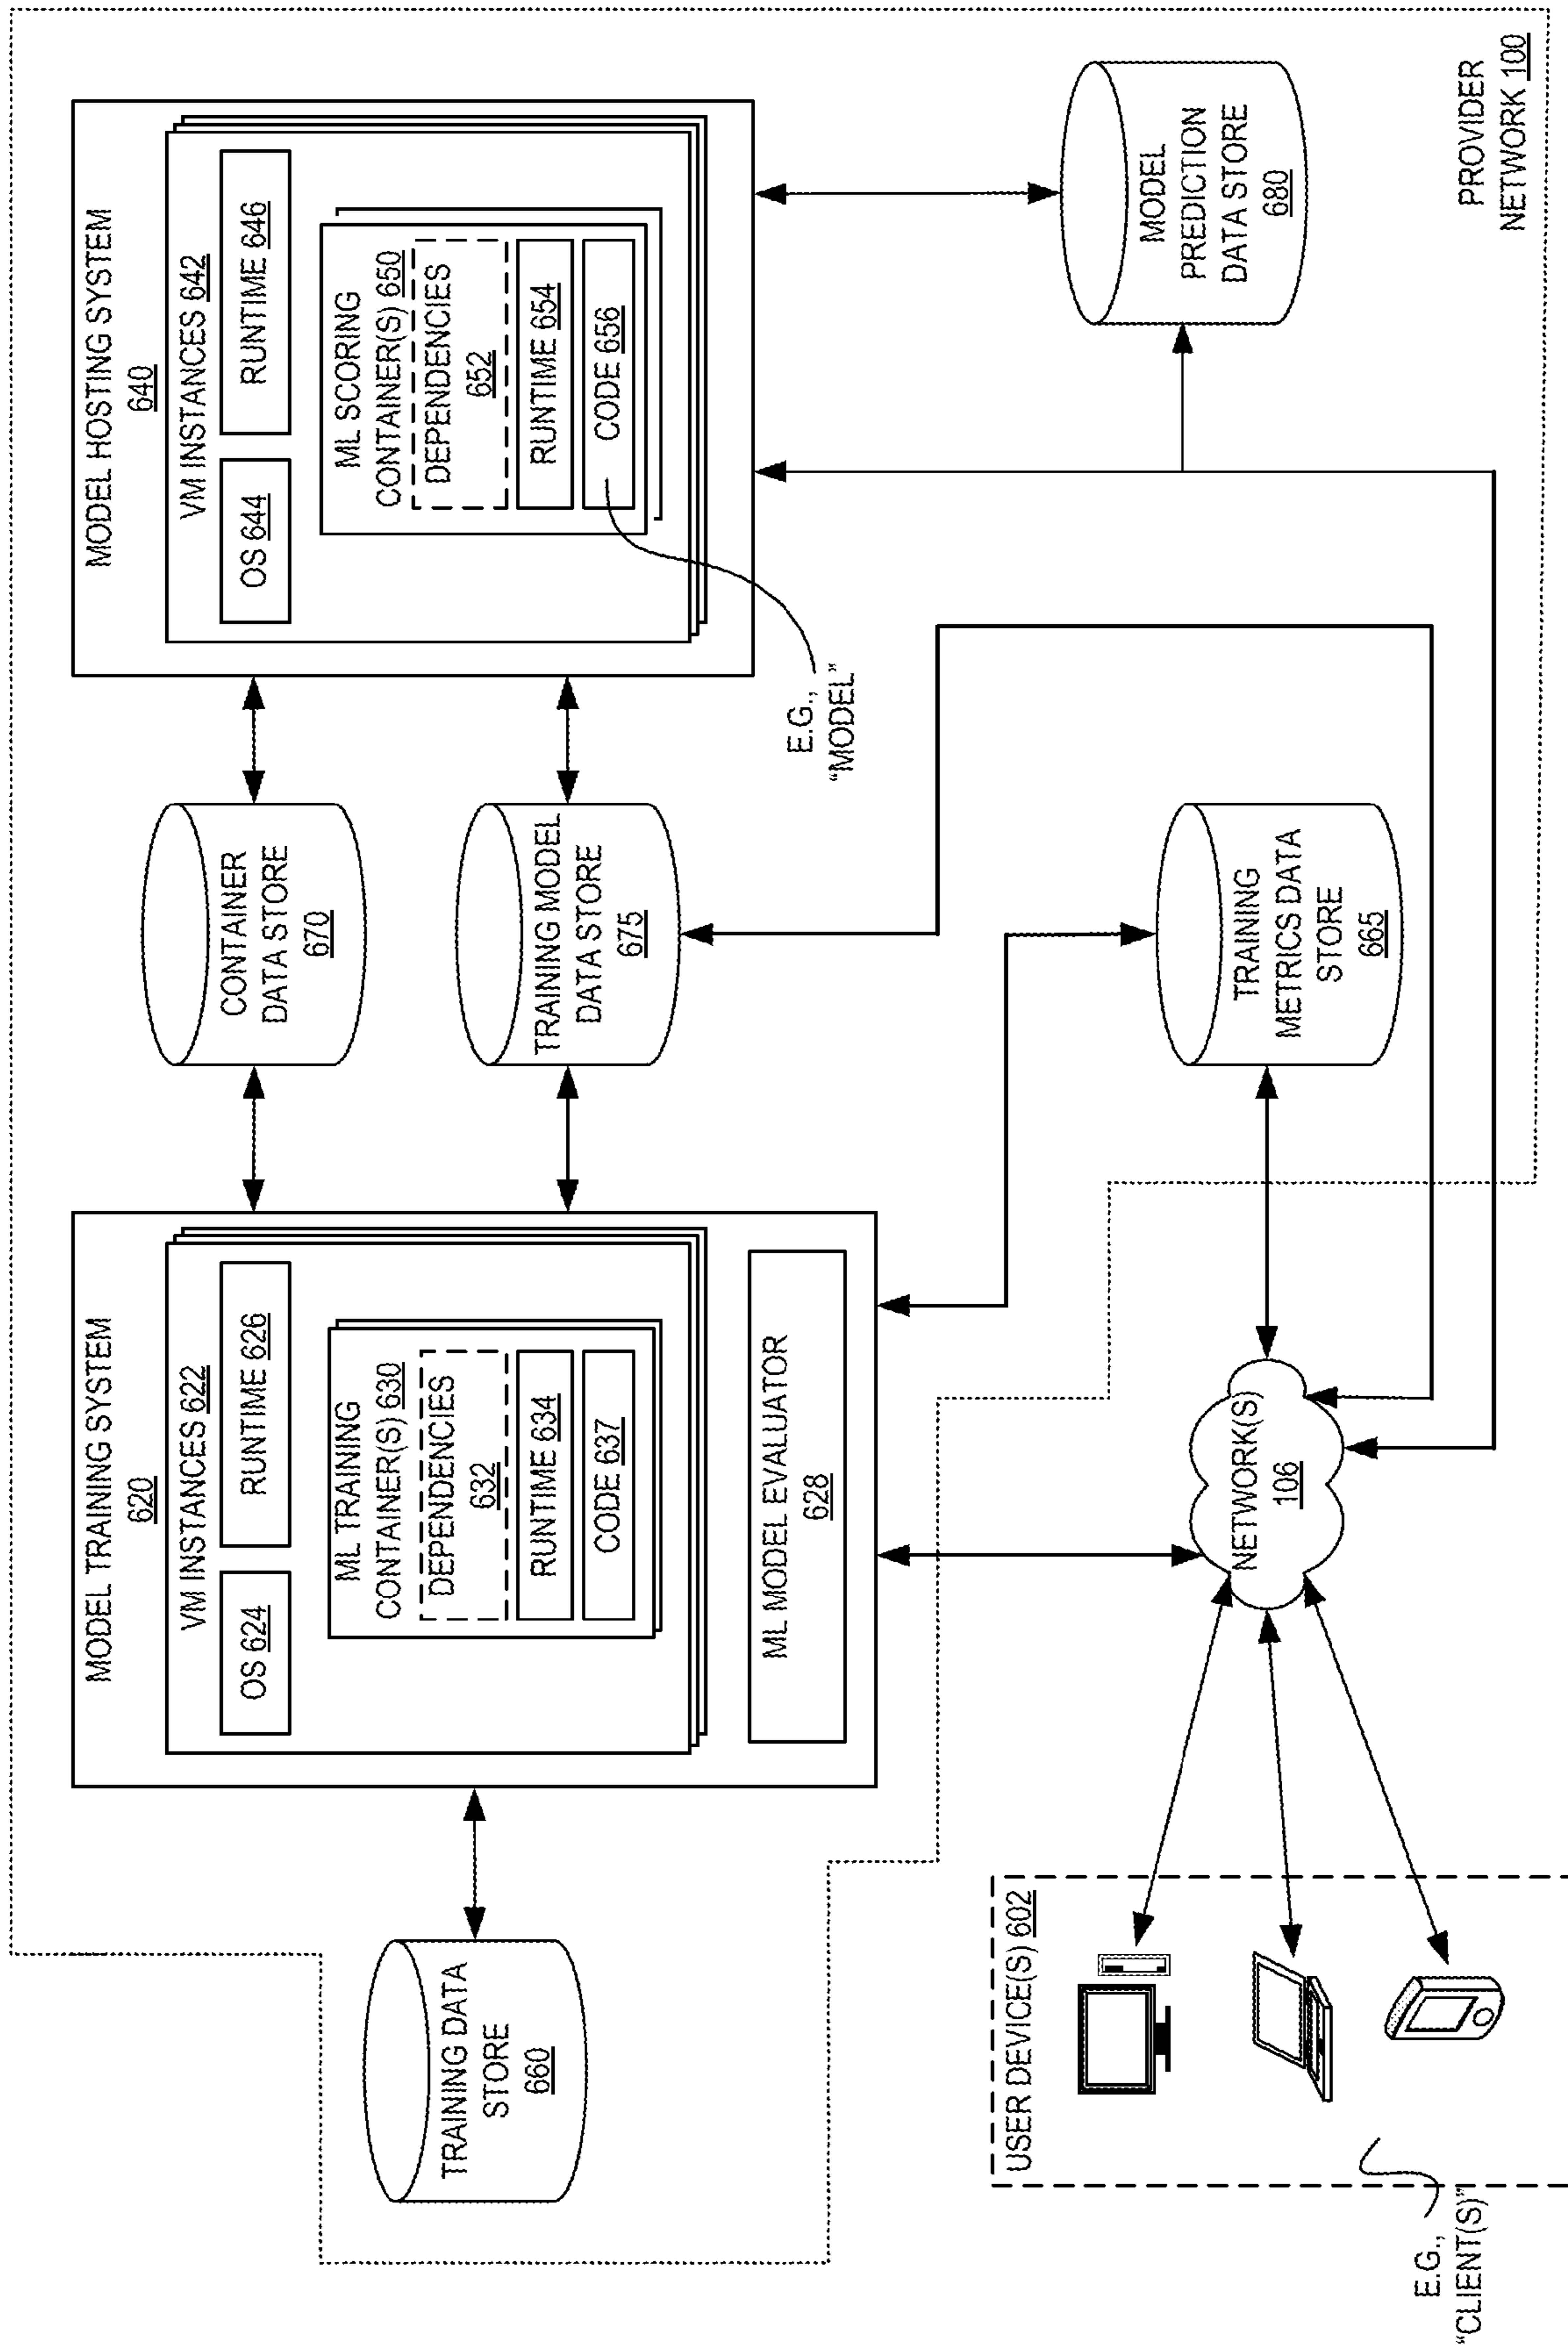 MODEL TRAINING SYSTEM
620
VM INSTANCES 622
OS 624
RUNTIME 626
ML TRAINING
CONTAINER(S) 630
DEPENDENCIES
632
RUNTIME 634
CODE 637
ML MODEL EVALUATOR
628
TRAINING DATA
STORE
660
CONTAINER
DATA STORE
670
TRAINING MODEL
DATA STORE
675
MODEL HOSTING SYSTEM
640
VM INSTANCES 642
OS 644
RUNTIME 646
ML SCORING
CONTAINER(S) 650
DEPENDENCIES
652
RUNTIME 654
CODE 656
E.G.,
“MODEL”
USER DEVICE(S) 602
E.G.,
“CLIENT(S)”
NETWORK(S)
106
TRAINING
METRICS DATA
STORE
665
MODEL
PREDICTION
DATA STORE
680
PROVIDER
NETWORK 100